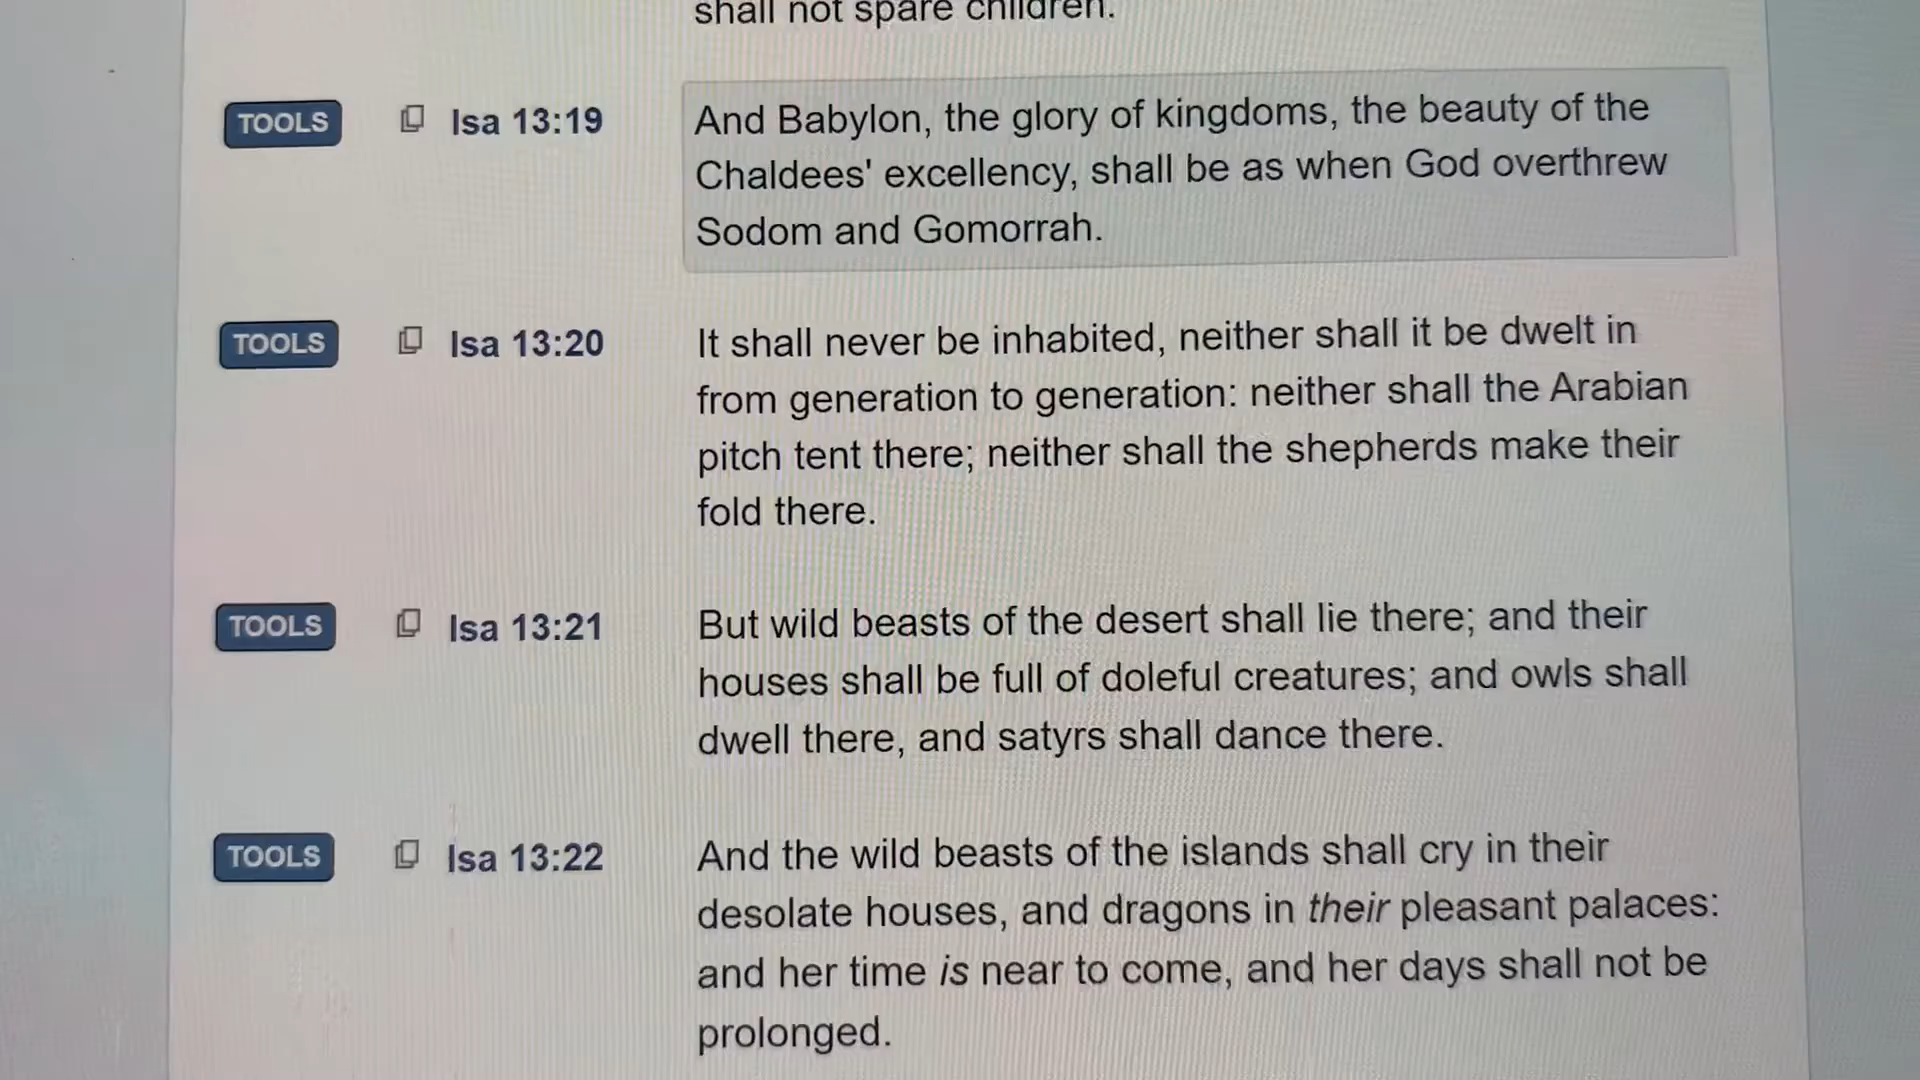 shall not spare children.
TOOLS Isa 13:19 And Babylon, the glory of kingdoms, the beauty of the
Chaldees' excellency, shall be as when God overthrew
Sodom and Gomorrah.
TOOLS Isa 13:20 It shall never be inhabited, neither shall it be dwelt in
from generation to generation: neither shall the Arabian
pitch tent there; neither shall the shepherds make their
fold there.
TOOLS Isa 13:21 But wild beasts of the desert shall lie there; and their
houses shall be full of doleful creatures; and owls shall
dwell there, and satyrs shall dance there.
TOOLS Isa 13:22 And the wild beasts of the islands shall cry in their
desolate houses, and dragons in their pleasant palaces:
and her time is near to come, and her days shall not be
prolonged.